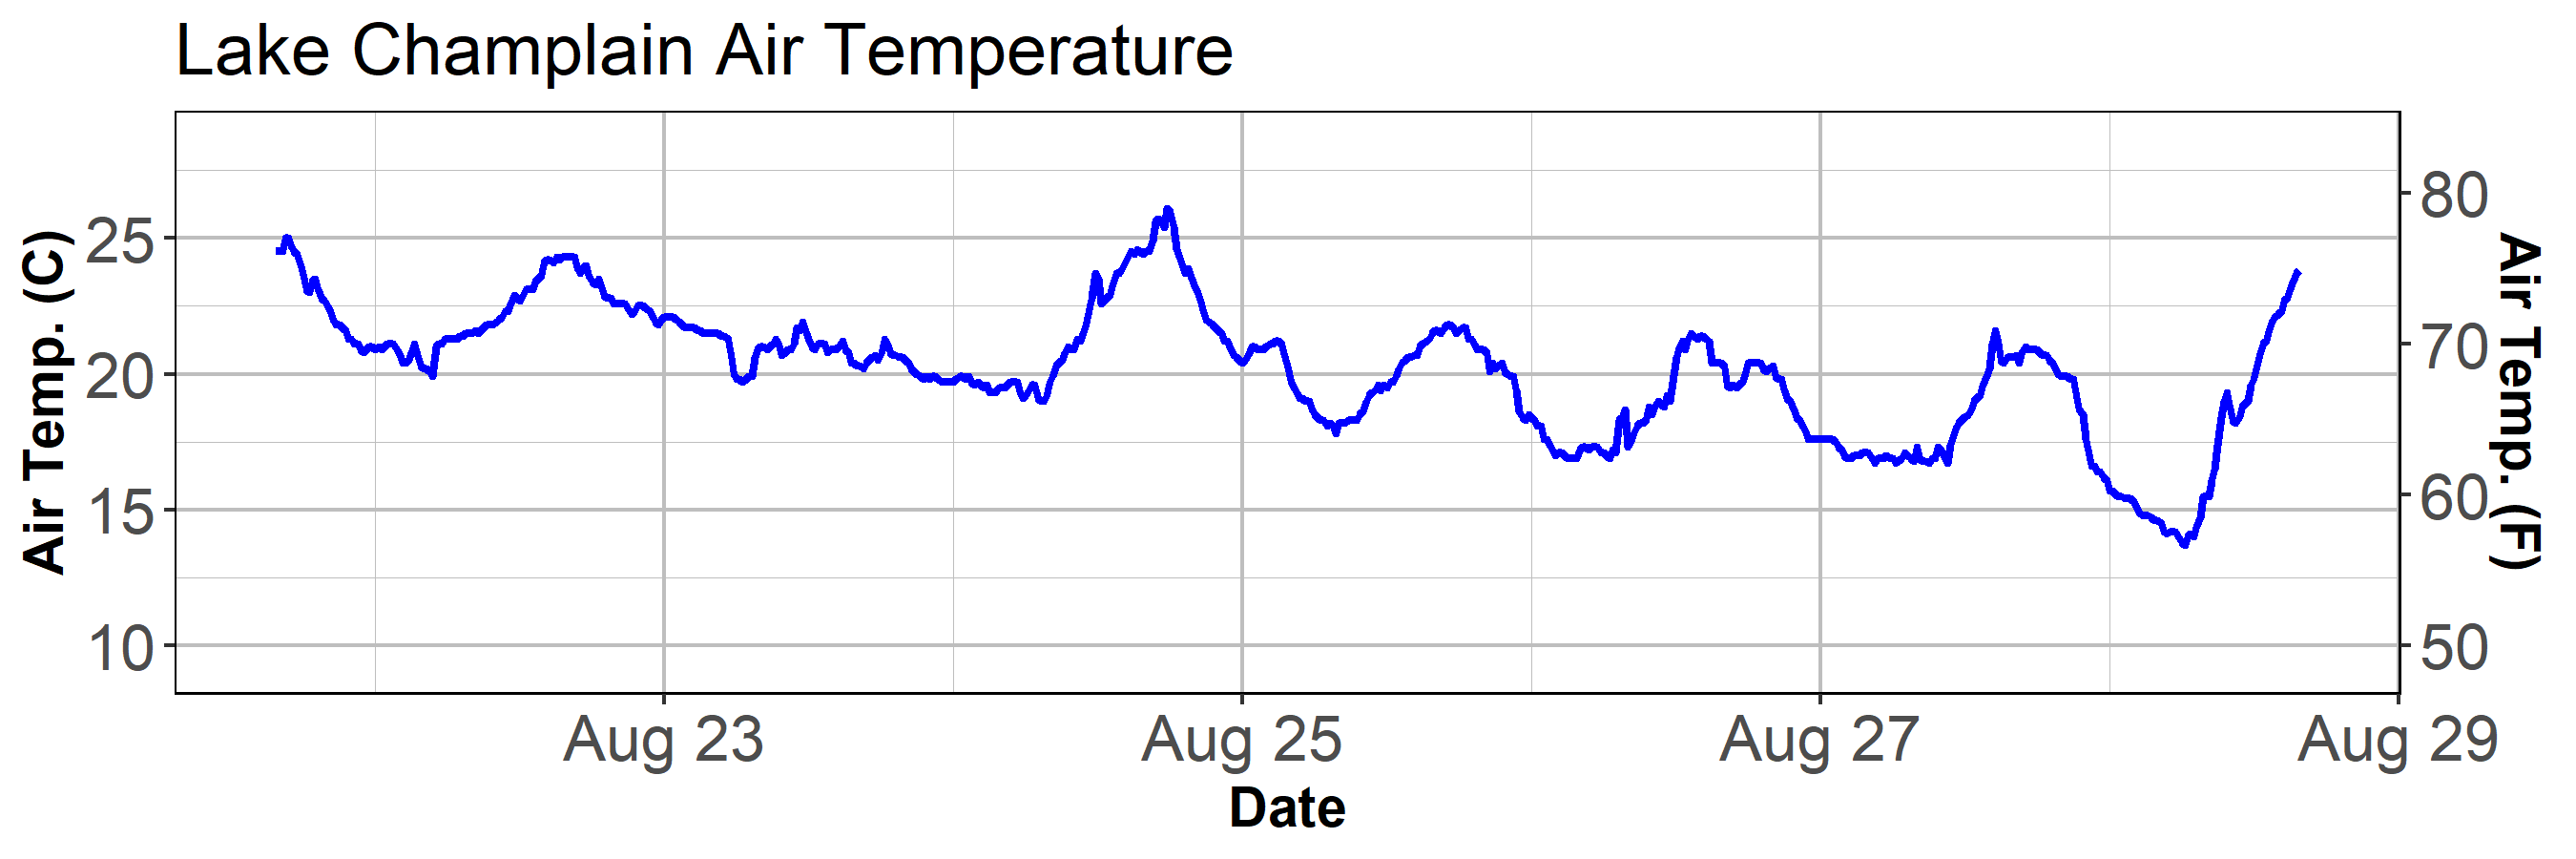 Lake Champlain Air Temperature
Air Temp. (C)
25
20
15
10
80
70
60
50
Air Temp. (F)
Aug 23
Aug 25
Aug 27
Aug 29
Date